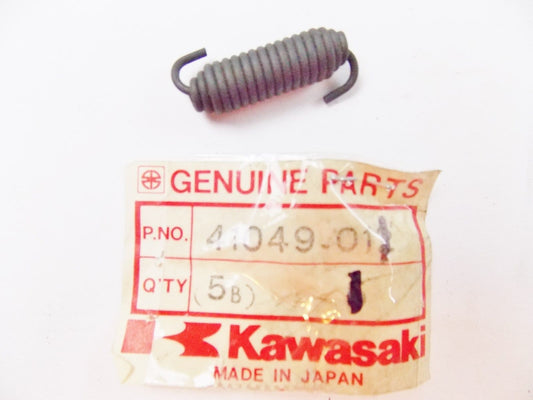 GENUINE PARTS
P.NO. 41049-011
Q'TY (5B) 1
Kawasaki
MADE IN JAPAN